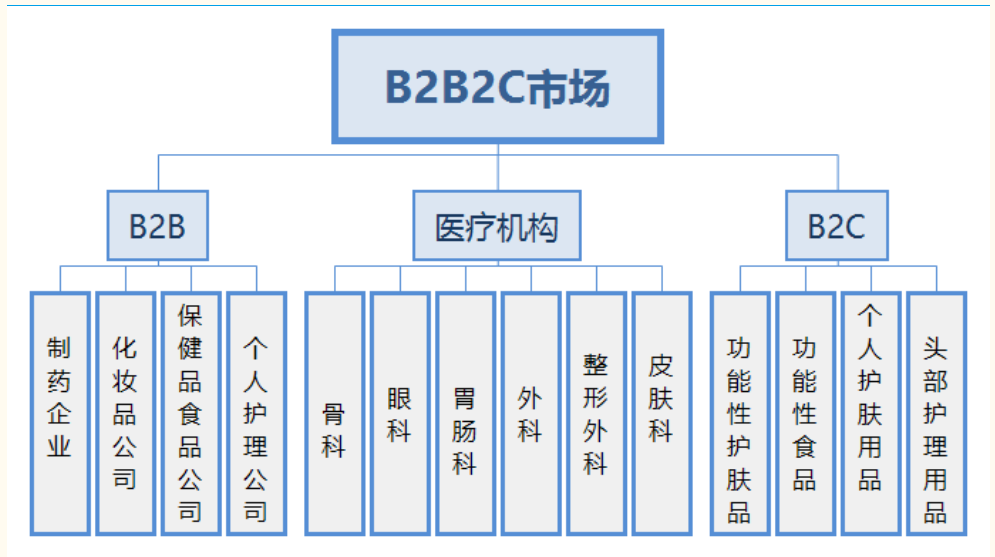 B2B2C市场
B2B
医疗机构
B2C
制药企业
化妆品公司
保健品食品公司
个人护理公司
骨科
眼科
胃肠科
外科
整形外科
皮肤科
功能性护肤品
功能性食品
个人护肤用品
头部护理用品